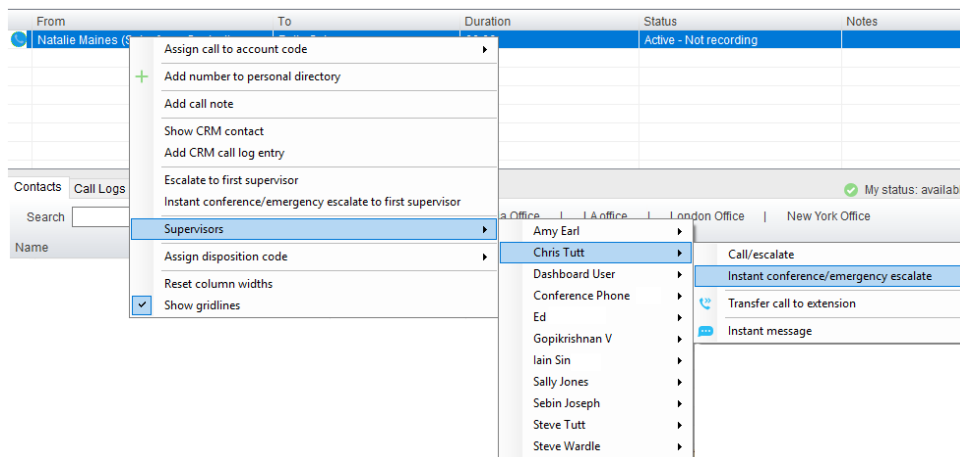 From To Duration Status Notes
Natalie Maines Active - Not recording
Assign call to account code
Add number to personal directory
Add call note
Show CRM contact
Add CRM call log entry
Escalate to first supervisor
Instant conference/emergency escalate to first supervisor
Supervisors
Assign disposition code
Reset column widths
Show gridlines
Contacts Call Logs
My status: availab
Search
a Office | LA office | London Office | New York Office
Name
Amy Earl
Chris Tutt
Dashboard User
Conference Phone
Ed
Gopikrishnan V
Iain Sin
Sally Jones
Sebin Joseph
Steve Tutt
Steve Wardle
Call/escalate
Instant conference/emergency escalate
Transfer call to extension
Instant message